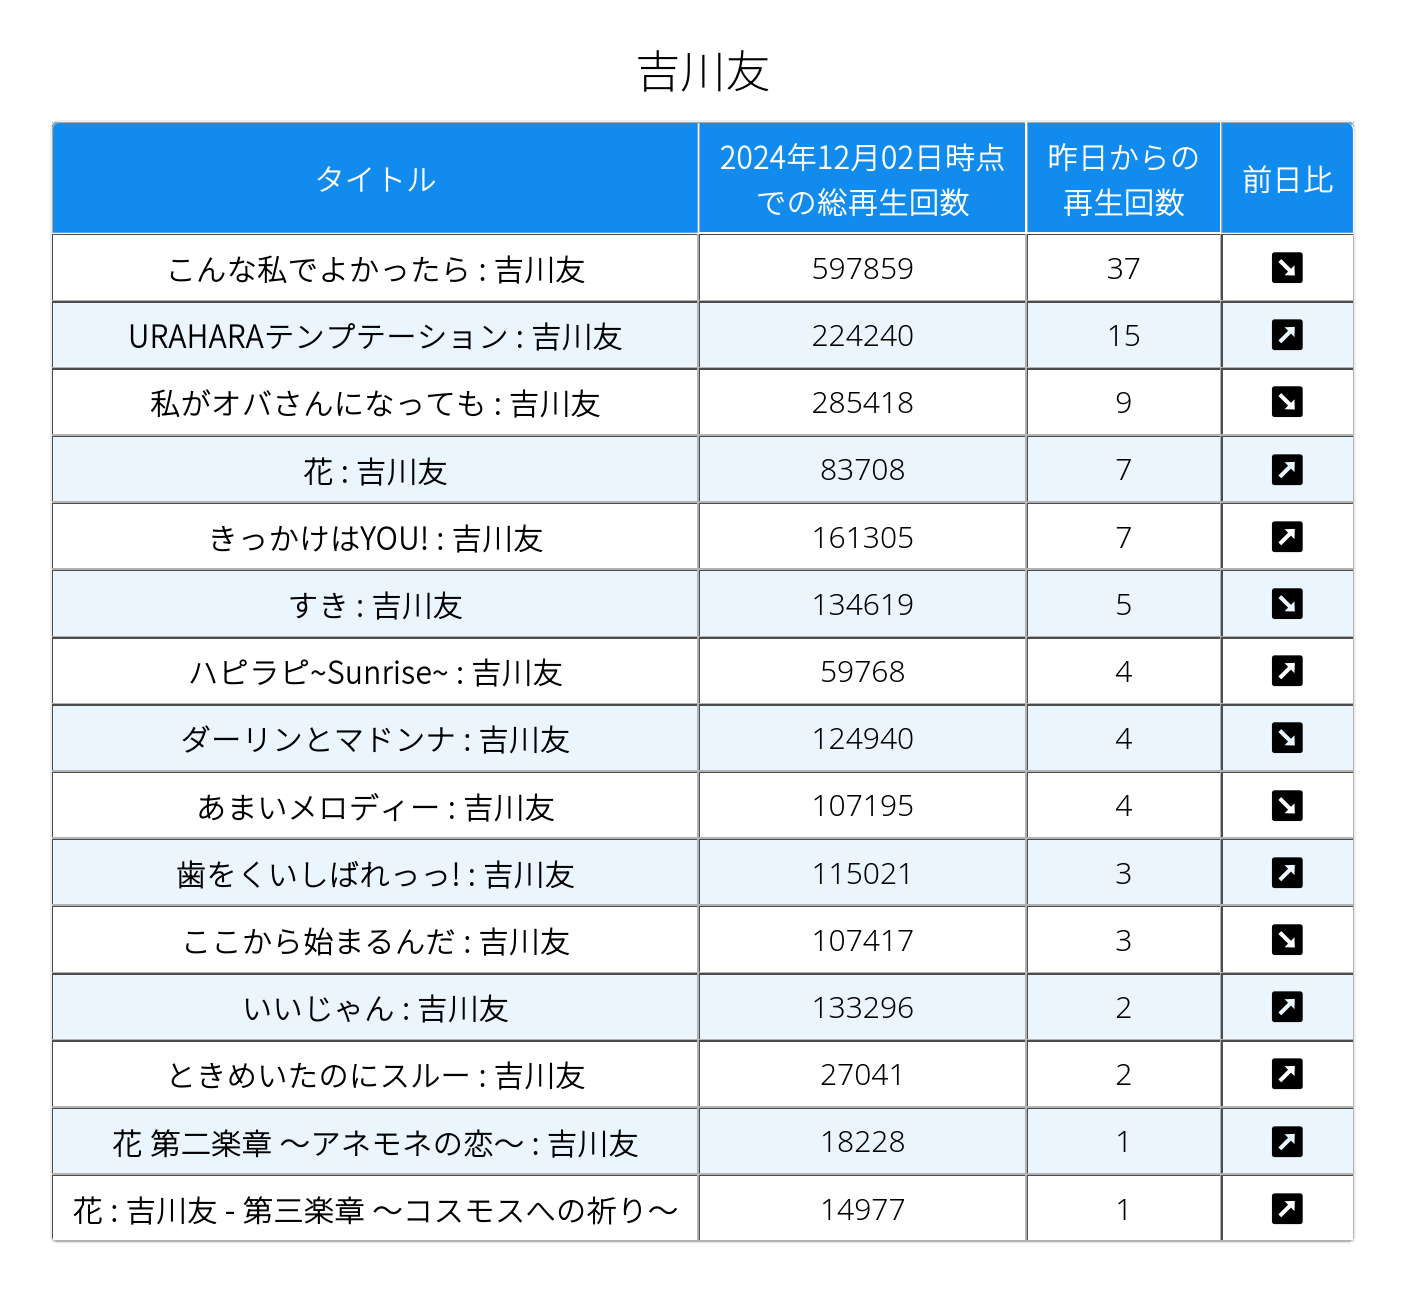 吉川友
タイトル 2024年12月02日時点での総再生回数 昨日からの再生回数 前日比
こんな私でよかったら : 吉川友 597859 37 ↘
URAHARAテンプテーション : 吉川友 224240 15 ↗
私がオバさんになっても : 吉川友 285418 9 ↘
花 : 吉川友 83708 7 ↗
きっかけはYOU! : 吉川友 161305 7 ↗
すき : 吉川友 134619 5 ↘
ハピラピ~Sunrise~ : 吉川友 59768 4 ↗
ダーリンとマドンナ : 吉川友 124940 4 ↘
あまいメロディー : 吉川友 107195 4 ↘
歯をくいしばれっっ! : 吉川友 115021 3 ↗
ここから始まるんだ : 吉川友 107417 3 ↘
いいじゃん : 吉川友 133296 2 ↗
ときめいたのにスルー : 吉川友 27041 2 ↗
花 第二楽章 〜アネモネの恋〜 : 吉川友 18228 1 ↗
花 : 吉川友 - 第三楽章 〜コスモスへの祈り〜 14977 1 ↗